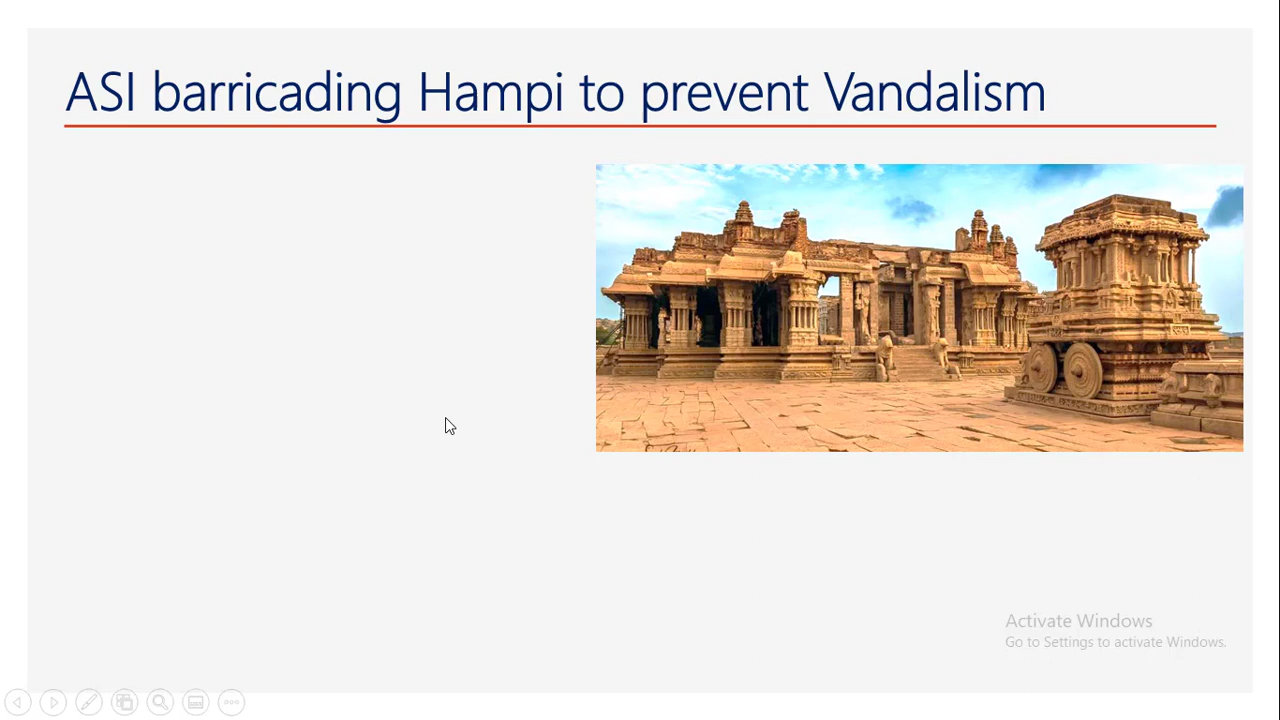 ASI barricading Hampi to prevent Vandalism
Activate Windows
Go to Settings to activate Windows.